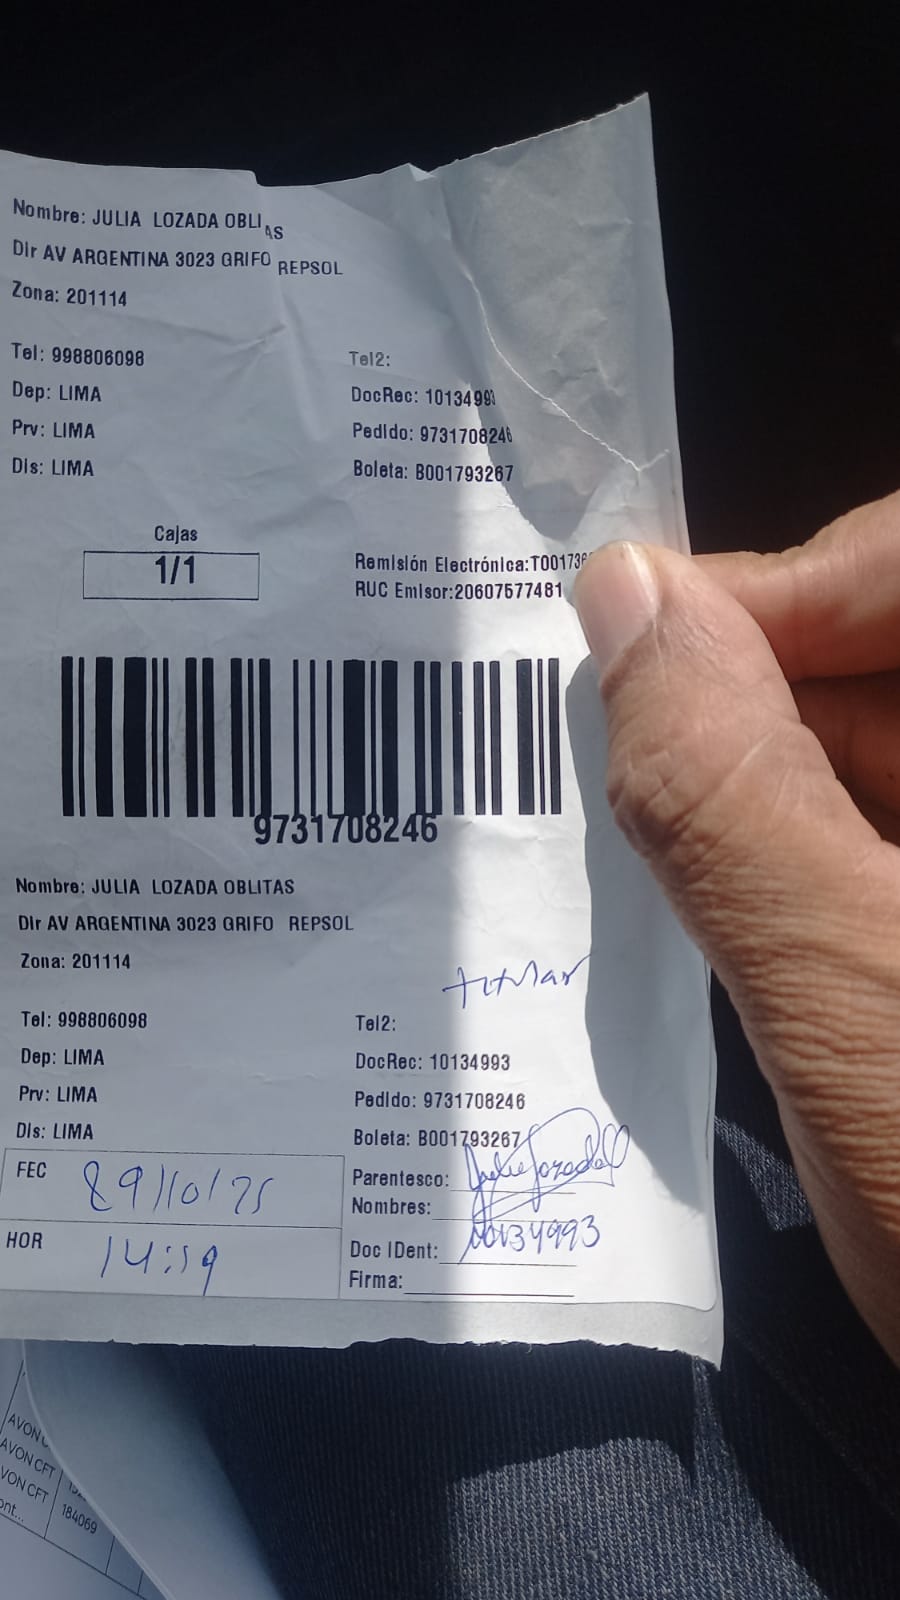 Nombre: JULIA LOZADA OBLITAS
Dir AV ARGENTINA 3023 GRIFO REPSOL
Zona: 201114
Tel: 998806098 Tel2:
Dep: LIMA DocRec: 10134993
Prv: LIMA Pedido: 9731708246
Dis: LIMA Boleta: B001793267
Cajas
1/1
Remisión Electrónica:T00173
RUC Emisor:20607577481
9731708246
Nombre: JULIA LOZADA OBLITAS
Dir AV ARGENTINA 3023 GRIFO REPSOL
Zona: 201114
titular
Tel: 998806098 Tel2:
Dep: LIMA DocRec: 10134993
Prv: LIMA Pedido: 9731708246
Dis: LIMA Boleta: B001793267
FEC 29/10/25 Parentesco:
Nombres:
HOR 14:19 Doc IDent: 10134993
Firma:
AVON
AVON CFT
VON CFT 184069
ont...